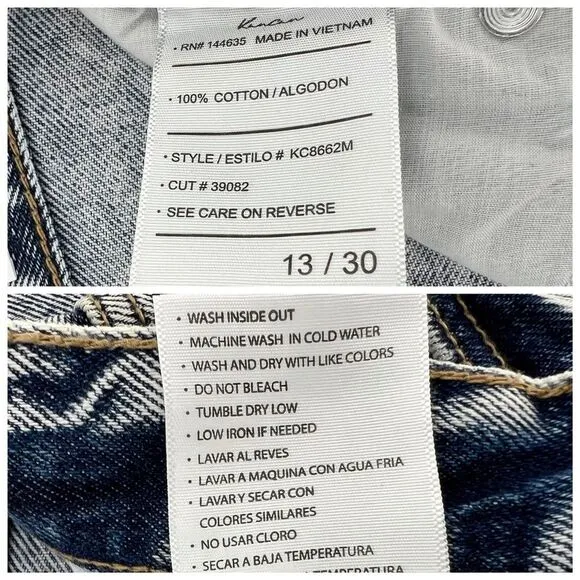 KanCan
• RN# 144635 MADE IN VIETNAM
• 100% COTTON / ALGODON
• STYLE / ESTILO # KC8662M
• CUT # 39082
• SEE CARE ON REVERSE
13 / 30
• WASH INSIDE OUT
• MACHINE WASH IN COLD WATER
• WASH AND DRY WITH LIKE COLORS
• DO NOT BLEACH
• TUMBLE DRY LOW
• LOW IRON IF NEEDED
• LAVAR AL REVES
• LAVAR A MAQUINA CON AGUA FRIA
• LAVAR Y SECAR CON
COLORES SIMILARES
• NO USAR CLORO
• SECAR A BAJA TEMPERATURA